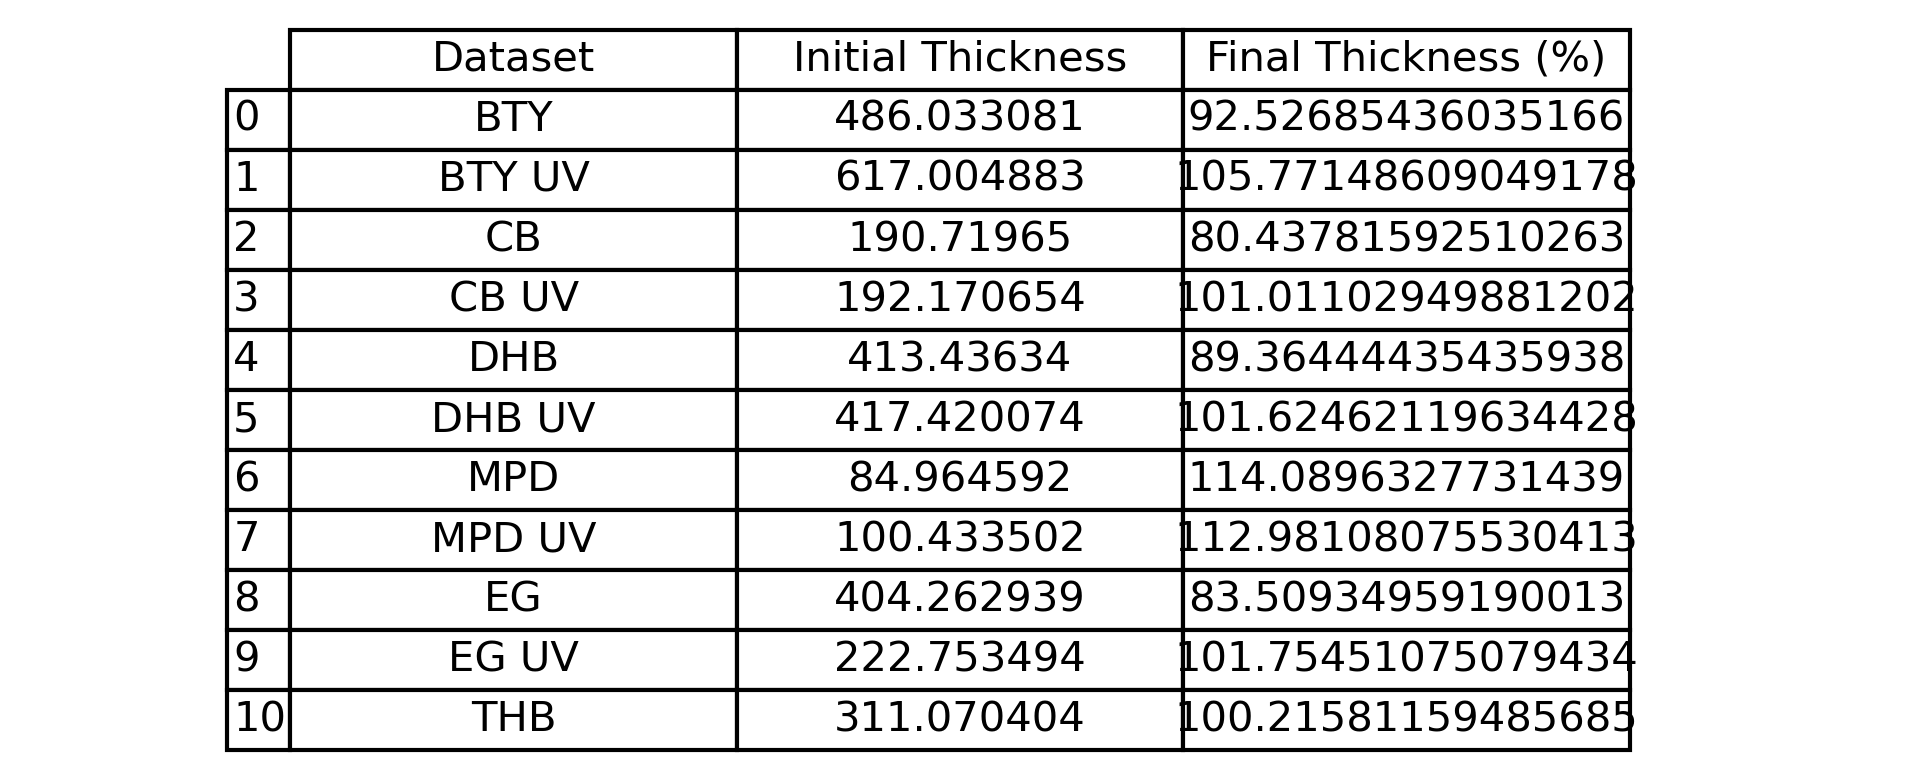 Dataset Initial Thickness Final Thickness (%)
0 BTY 486.033081 92.52685436035166
1 BTY UV 617.004883 105.77148609049178
2 CB 190.71965 80.43781592510263
3 CB UV 192.170654 101.01102949881202
4 DHB 413.43634 89.36444435435938
5 DHB UV 417.420074 101.62462119634428
6 MPD 84.964592 114.0896327731439
7 MPD UV 100.433502 112.98108075530413
8 EG 404.262939 83.50934959190013
9 EG UV 222.753494 101.75451075079434
10 THB 311.070404 100.21581159485685